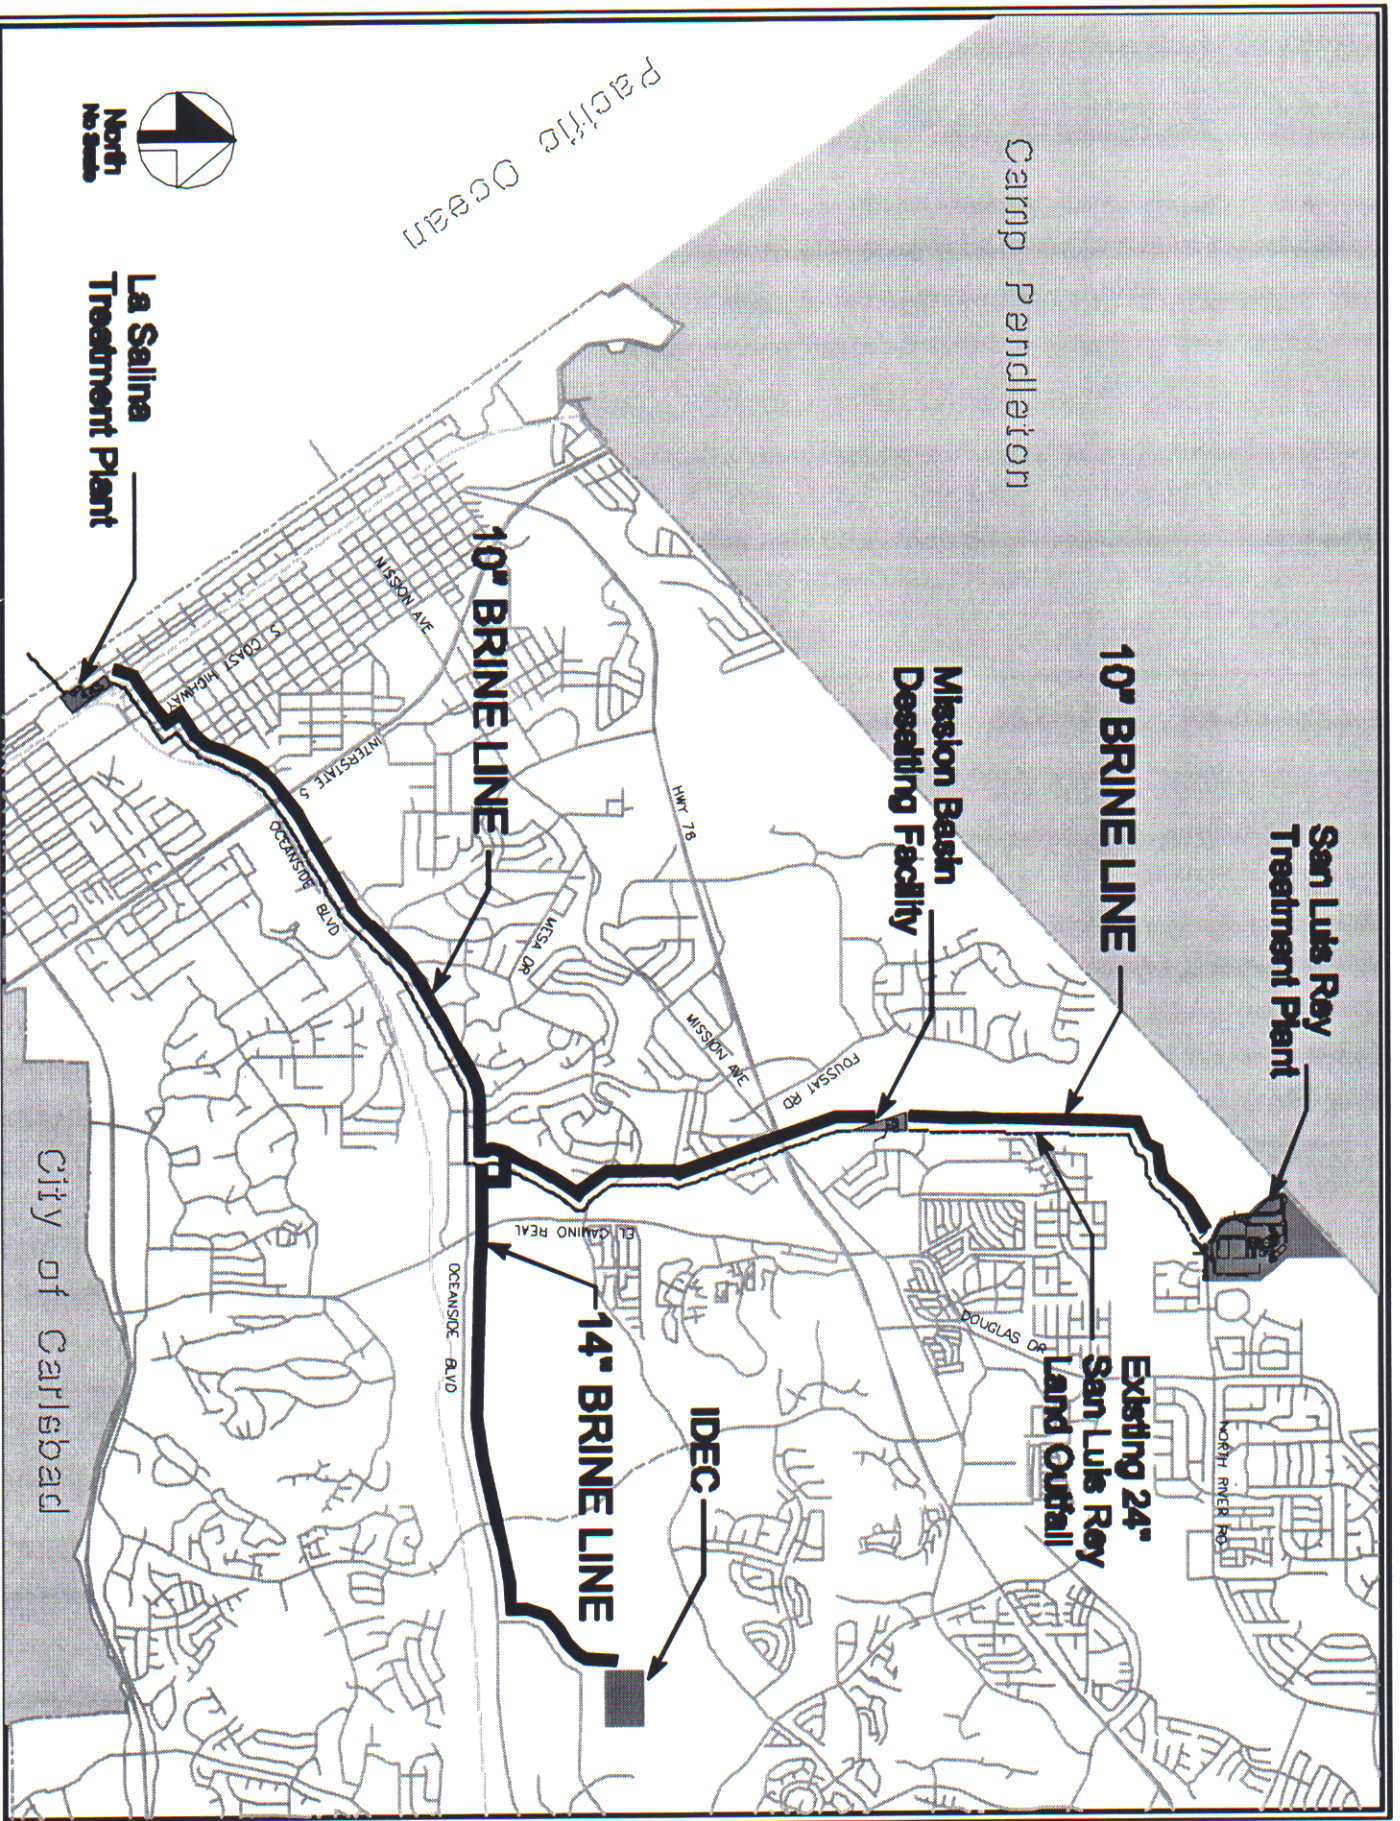 San Luis Rey
Treatment Plant
10" BRINE LINE
Camp Pendleton
Mission Basin
Desalting Facility
Existing 24"
San Luis Rey
Land Outfall
NORTH RIVER RD
DOUGLAS DR
FOUSSAT RD
HWY 78
MISSION AVE
IDEC
Pacific Ocean
EL CAMINO REAL
MESA DR
14" BRINE LINE
10" BRINE LINE
MISSION AVE
OCEANSIDE BLVD
INTERSTATE 5
OCEANSIDE BLVD
S COAST HIGHWAY
La Salina
Treatment Plant
North
No Scale
City of Carlsbad